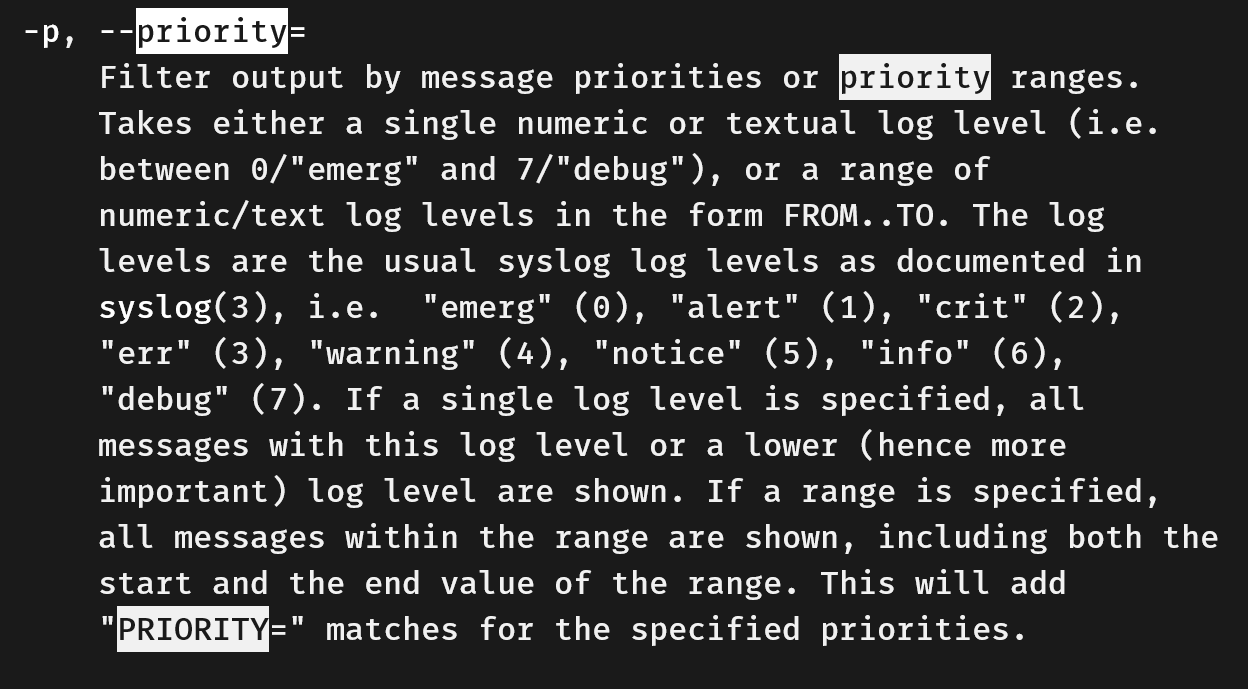 -p, --priority=
Filter output by message priorities or priority ranges.
Takes either a single numeric or textual log level (i.e.
between 0/"emerg" and 7/"debug"), or a range of
numeric/text log levels in the form FROM..TO. The log
levels are the usual syslog log levels as documented in
syslog(3), i.e.  "emerg" (0), "alert" (1), "crit" (2),
"err" (3), "warning" (4), "notice" (5), "info" (6),
"debug" (7). If a single log level is specified, all
messages with this log level or a lower (hence more
important) log level are shown. If a range is specified,
all messages within the range are shown, including both the
start and the end value of the range. This will add
"PRIORITY=" matches for the specified priorities.